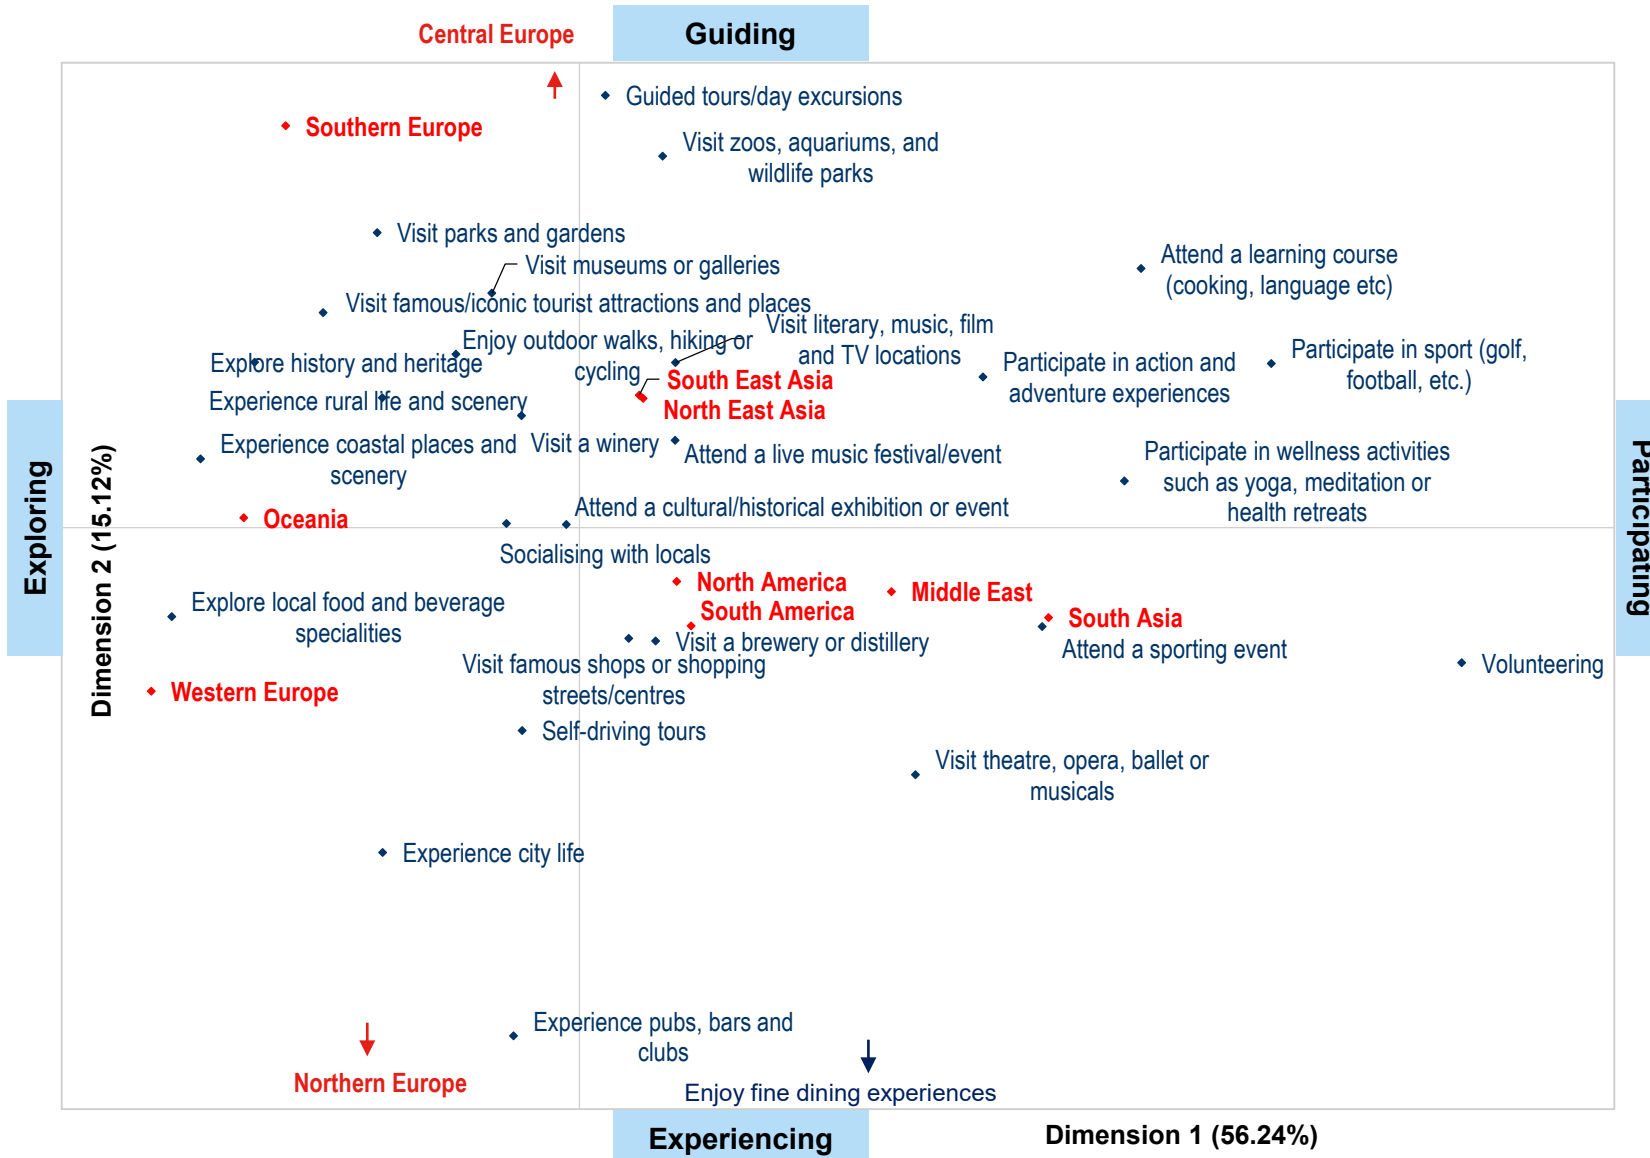 Central Europe
Guiding
Guided tours/day excursions
Southern Europe
Visit zoos, aquariums, and
wildlife parks
Visit parks and gardens
Visit museums or galleries
Attend a learning course
(cooking, language etc)
Visit famous/iconic tourist attractions and places
Visit literary, music, film
and TV locations
Enjoy outdoor walks, hiking or
cycling
Explore history and heritage
Participate in action and
adventure experiences
Participate in sport (golf,
football, etc.)
South East Asia
North East Asia
Experience rural life and scenery
Visit a winery
Attend a live music festival/event
Experience coastal places and
scenery
Participate in wellness activities
such as yoga, meditation or
health retreats
Exploring
Dimension 2 (15.12%)
Participating
Oceania
Attend a cultural/historical exhibition or event
Socialising with locals
North America
South America
Middle East
South Asia
Attend a sporting event
Explore local food and beverage
specialities
Visit a brewery or distillery
Visit famous shops or shopping
streets/centres
Volunteering
Western Europe
Self-driving tours
Visit theatre, opera, ballet or
musicals
Experience city life
Experience pubs, bars and
clubs
Northern Europe
Enjoy fine dining experiences
Experiencing
Dimension 1 (56.24%)